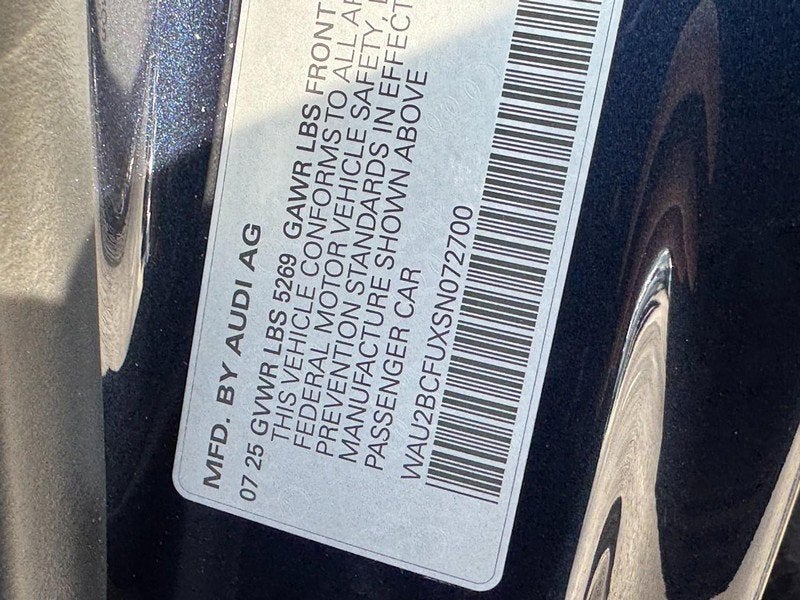 MFD. BY AUDI AG
07 25 GVWR LBS 5269 GAWR LBS FRONT
THIS VEHICLE CONFORMS TO ALL
FEDERAL MOTOR VEHICLE SAFETY,
PREVENTION STANDARDS IN EFFECT
MANUFACTURE SHOWN ABOVE
PASSENGER CAR
WAU2BCFUXSN072700